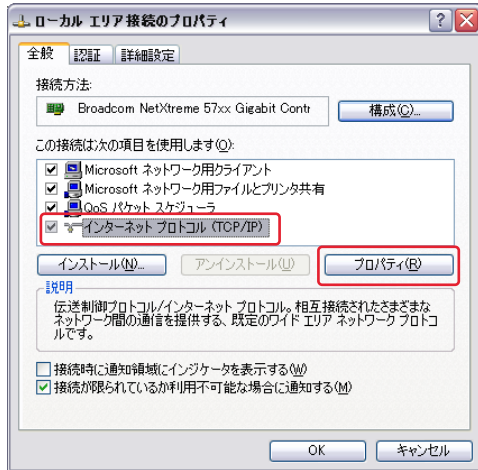 ローカル エリア接続のプロパティ
全般 認証 詳細設定
接続方法:
Broadcom NetXtreme 57xx Gigabit Contr 構成(C)...
この接続は次の項目を使用します(O):
Microsoft ネットワーク用クライアント
Microsoft ネットワーク用ファイルとプリンタ共有
QoS パケット スケジューラ
インターネット プロトコル (TCP/IP)
インストール(N)... アンインストール(U) プロパティ(R)
説明
伝送制御プロトコル/インターネット プロトコル。相互接続されたさまざまな
ネットワーク間の通信を提供する、既定のワイド エリア ネットワーク プロトコ
ルです。
接続時に通知領域にインジケータを表示する(W)
接続が限られているか利用不可能な場合に通知する(M)
OK キャンセル